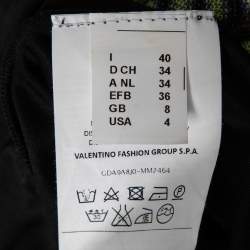 I 40
D CH 34
A NL 34
EFB 36
GB 8
USA 4
VALENTINO FASHION GROUP S.P.A.